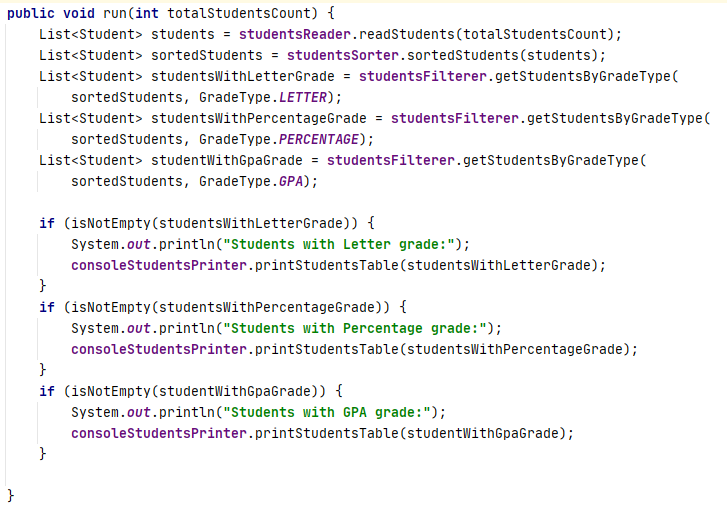 public void run(int totalStudentsCount) {
    List<Student> students = studentsReader.readStudents(totalStudentsCount);
    List<Student> sortedStudents = studentsSorter.sortedStudents(students);
    List<Student> studentsWithLetterGrade = studentsFilterer.getStudentsByGradeType(
        sortedStudents, GradeType.LETTER);
    List<Student> studentsWithPercentageGrade = studentsFilterer.getStudentsByGradeType(
        sortedStudents, GradeType.PERCENTAGE);
    List<Student> studentWithGpaGrade = studentsFilterer.getStudentsByGradeType(
        sortedStudents, GradeType.GPA);

    if (isNotEmpty(studentsWithLetterGrade)) {
        System.out.println("Students with Letter grade:");
        consoleStudentsPrinter.printStudentsTable(studentsWithLetterGrade);
    }
    if (isNotEmpty(studentsWithPercentageGrade)) {
        System.out.println("Students with Percentage grade:");
        consoleStudentsPrinter.printStudentsTable(studentsWithPercentageGrade);
    }
    if (isNotEmpty(studentWithGpaGrade)) {
        System.out.println("Students with GPA grade:");
        consoleStudentsPrinter.printStudentsTable(studentWithGpaGrade);
    }

}